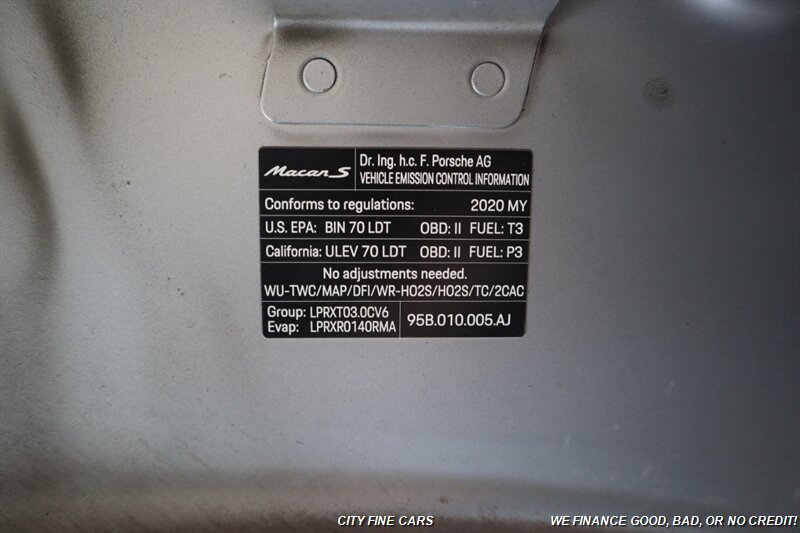 Macan S
Dr. Ing. h.c. F. Porsche AG
VEHICLE EMISSION CONTROL INFORMATION
Conforms to regulations: 2020 MY
U.S. EPA: BIN 70 LDT OBD: II FUEL: T3
California: ULEV 70 LDT OBD: II FUEL: P3
No adjustments needed.
WU-TWC/MAP/DFI/WR-HO2S/HO2S/TC/2CAC
Group: LPRXT03.0CV6
Evap: LPRXR0140RMA
95B.010.005.AJ
CITY FINE CARS
WE FINANCE GOOD, BAD, OR NO CREDIT!